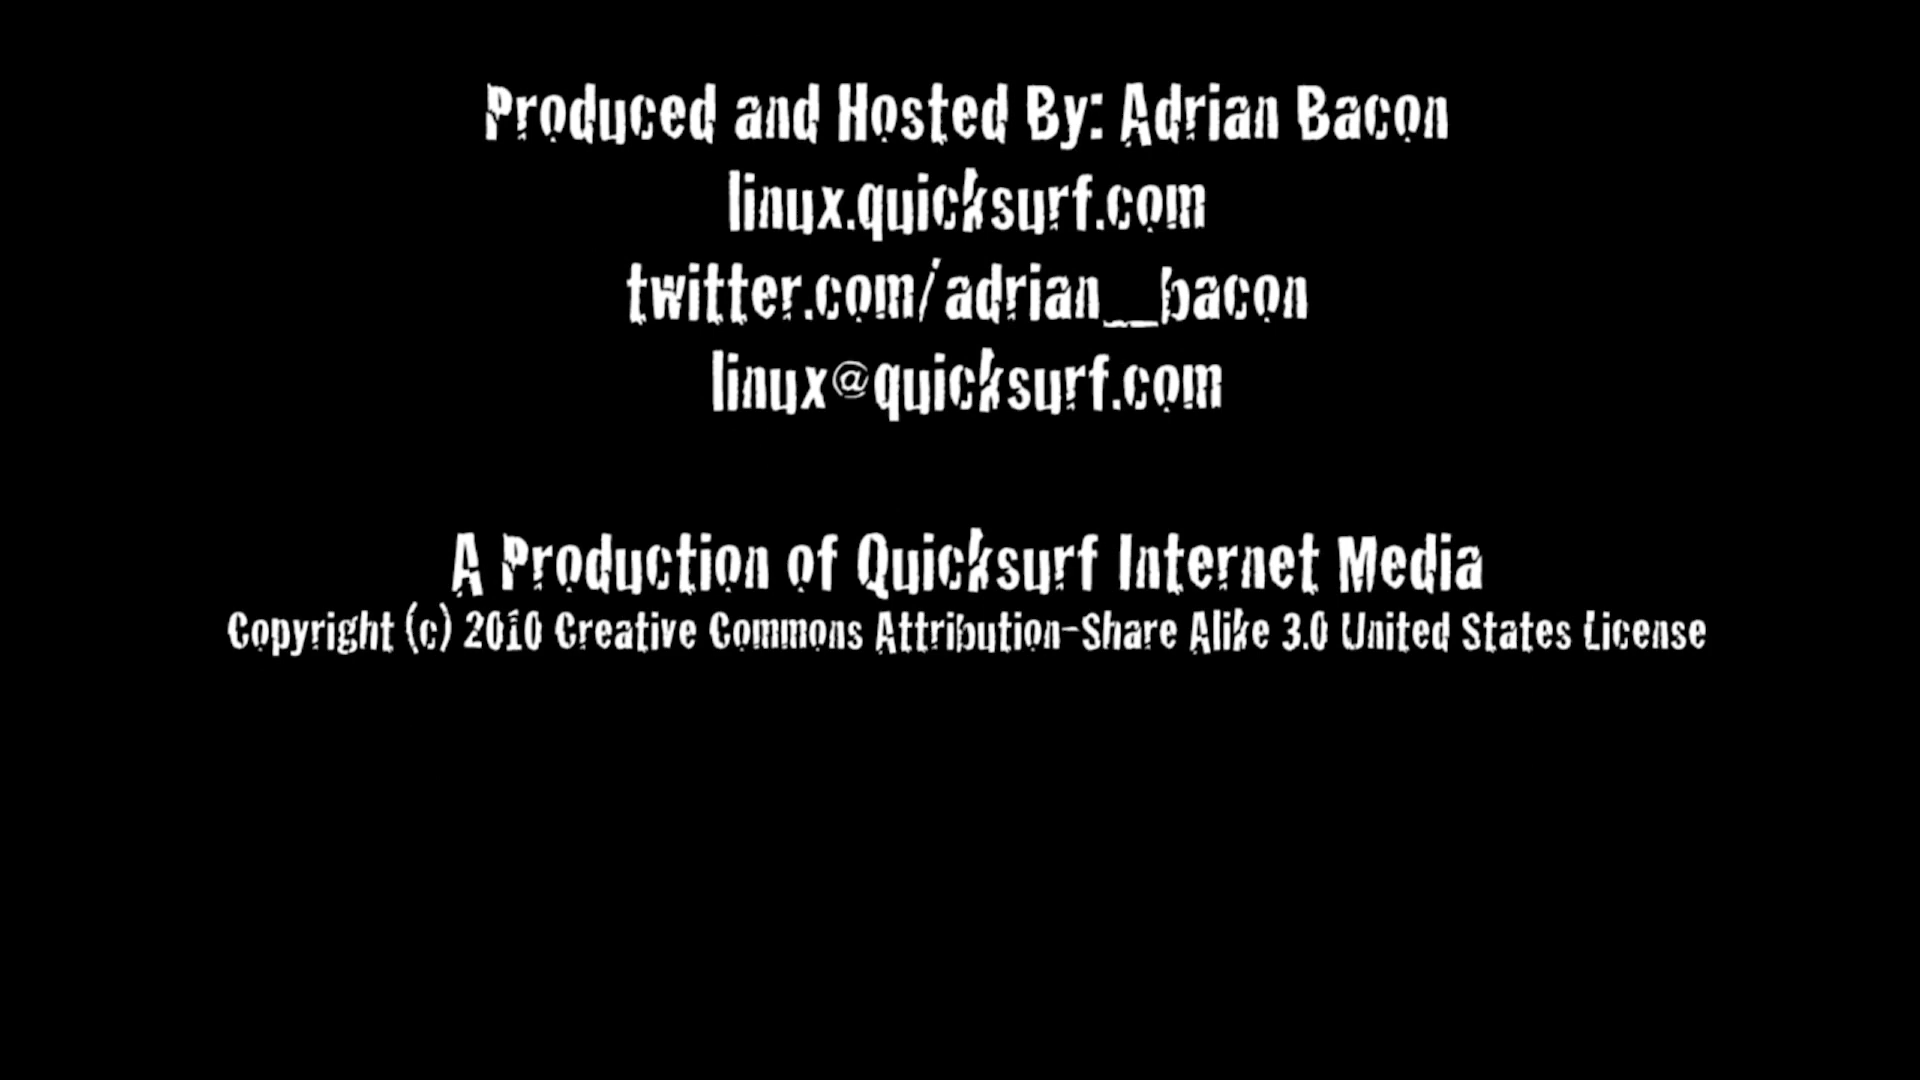 Produced and Hosted By: Adrian Bacon
linux.quicksurf.com
twitter.com/adrian_bacon
linux@quicksurf.com
A Production of Quicksurf Internet Media
Copyright (c) 2010 Creative Commons Attribution-Share Alike 3.0 United States License